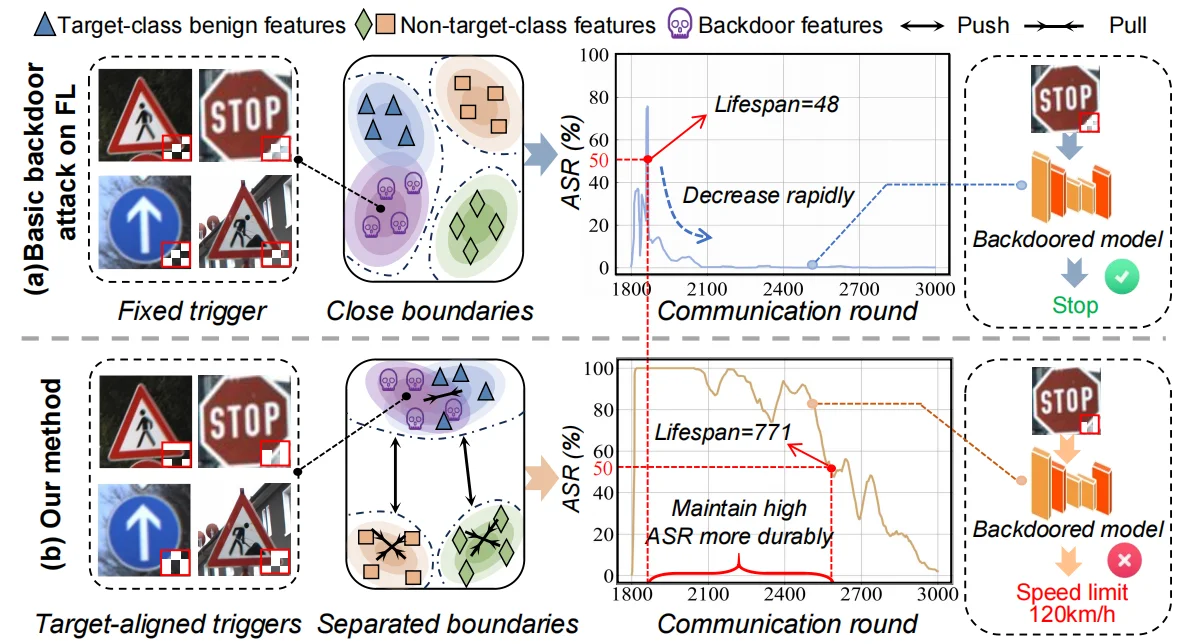 Target-class benign features Non-target-class features Backdoor features Push Pull
(a)Basic backdoor
attack on FL
STOP
Fixed trigger
Close boundaries
ASR (%)
100
80
60
50
40
20
0
Lifespan=48
Decrease rapidly
1800 2100 2400 2700 3000
Communication round
STOP
Backdoored model
Stop
(b) Our method
STOP
Target-aligned triggers
Separated boundaries
ASR (%)
100
80
60
50
40
20
0
Lifespan=771
Maintain high
ASR more durably
1800 2100 2400 2700 3000
Communication round
STOP
Backdoored model
Speed limit
120km/h